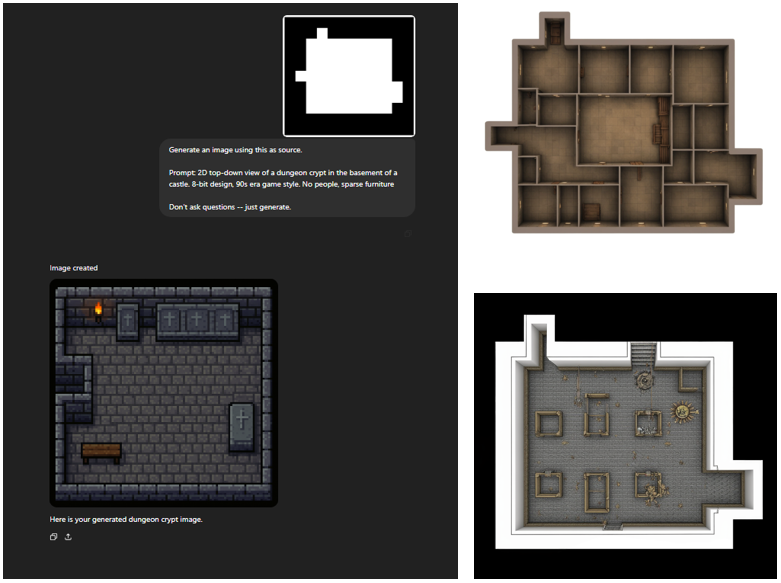 Generate an image using this as source.
Prompt: 2D top-down view of a dungeon crypt in the basement of a
castle. 8-bit design, 90s era game style. No people, sparse furniture
Don't ask questions -- just generate.
Image created
Here is your generated dungeon crypt image.